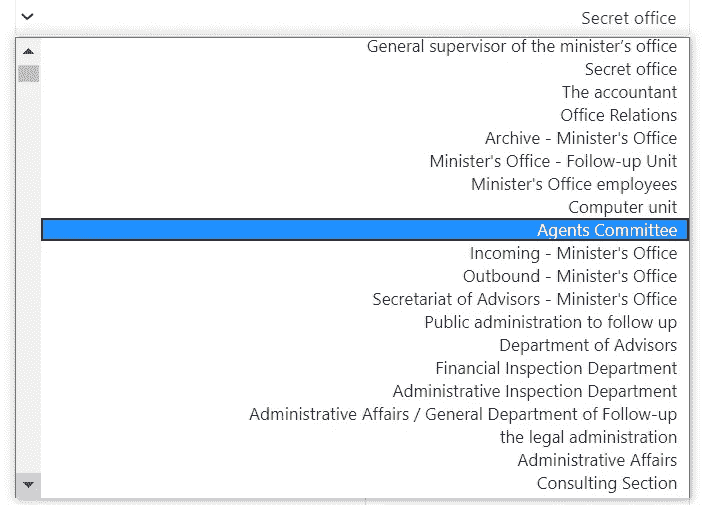 Secret office
General supervisor of the minister's office
Secret office
The accountant
Office Relations
Archive - Minister's Office
Minister's Office - Follow-up Unit
Minister's Office employees
Computer unit
Agents Committee
Incoming - Minister's Office
Outbound - Minister's Office
Secretariat of Advisors - Minister's Office
Public administration to follow up
Department of Advisors
Financial Inspection Department
Administrative Inspection Department
Administrative Affairs / General Department of Follow-up
the legal administration
Administrative Affairs
Consulting Section